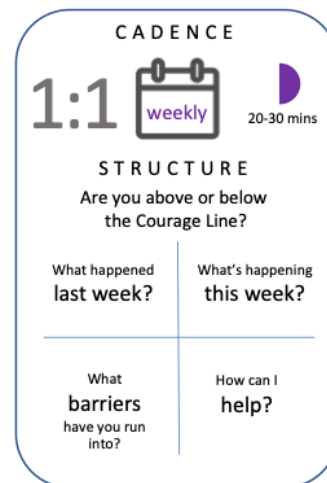 CADENCE
1:1
weekly
20-30 mins
STRUCTURE
Are you above or below
the Courage Line?
What happened
last week?
What's happening
this week?
What
barriers
have you run
into?
How can I
help?